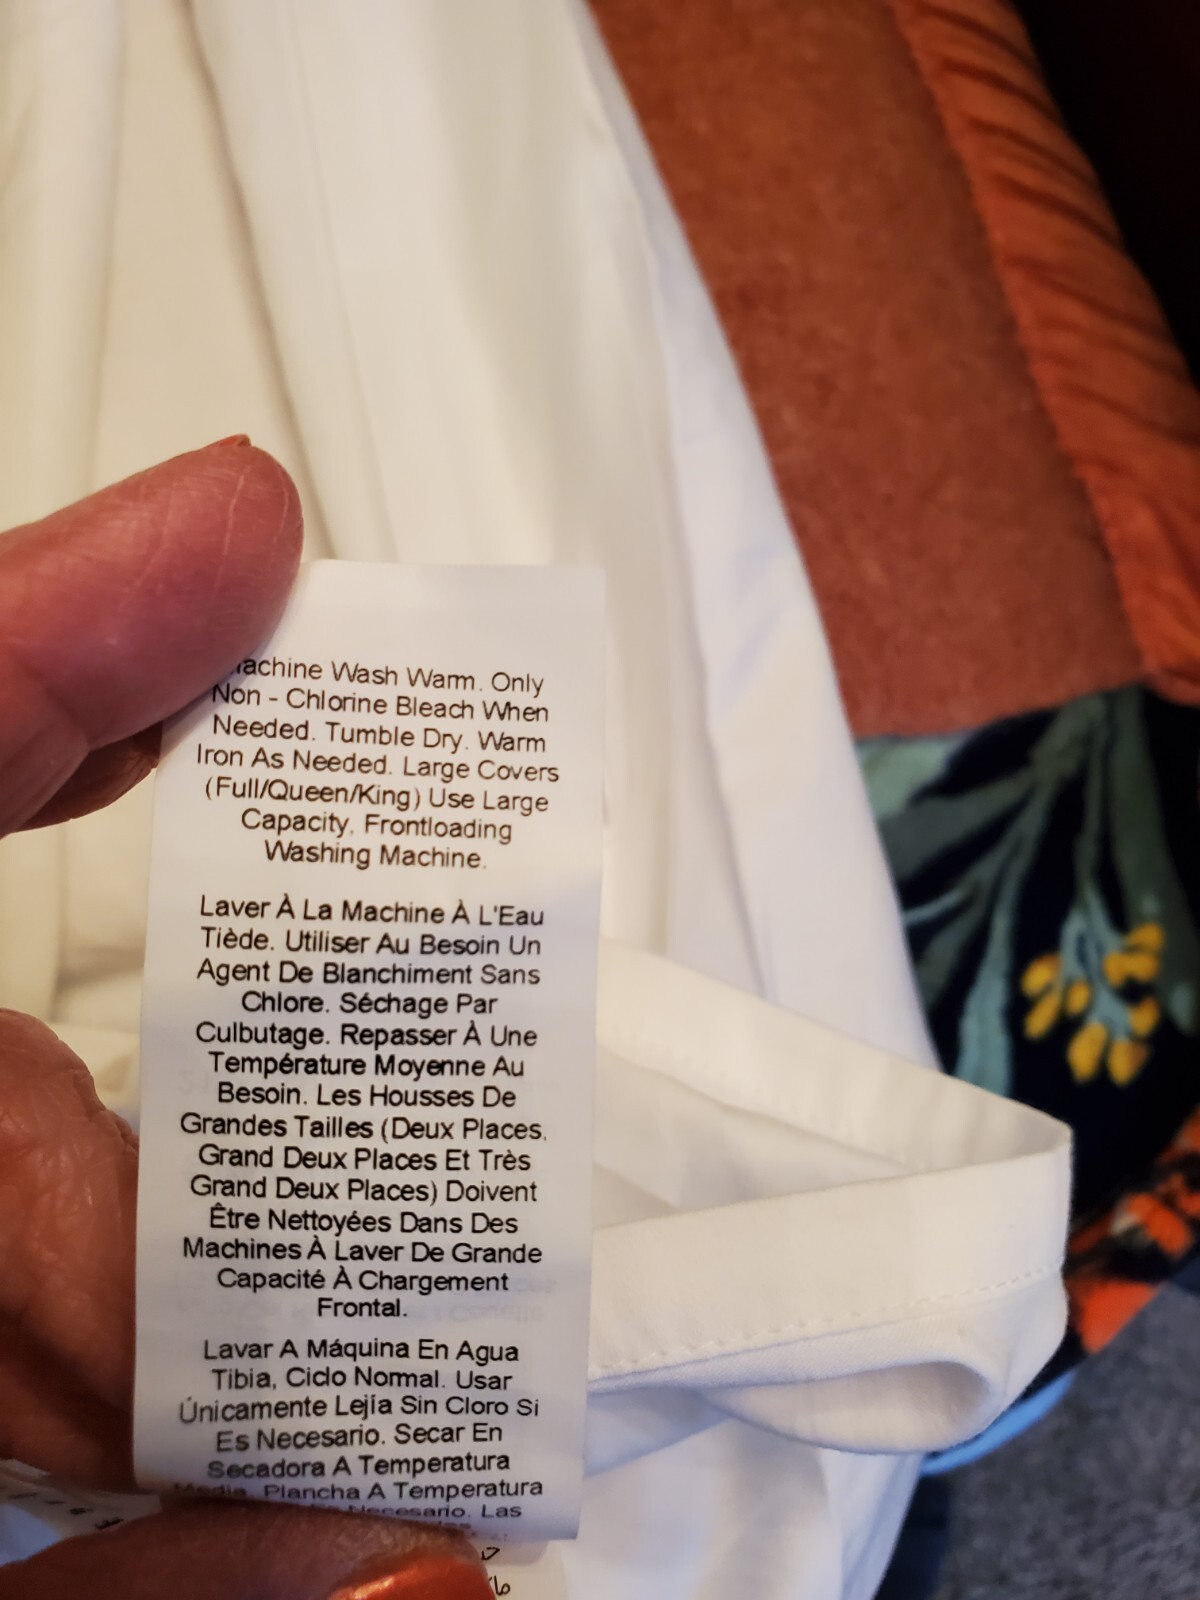 Machine Wash Warm. Only
Non - Chlorine Bleach When
Needed. Tumble Dry. Warm
Iron As Needed. Large Covers
(Full/Queen/King) Use Large
Capacity, Frontloading
Washing Machine.
Laver À La Machine À L'Eau
Tiède. Utiliser Au Besoin Un
Agent De Blanchiment Sans
Chlore. Séchage Par
Culbutage. Repasser À Une
Température Moyenne Au
Besoin. Les Housses De
Grandes Tailles (Deux Places,
Grand Deux Places Et Très
Grand Deux Places) Doivent
Être Nettoyées Dans Des
Machines À Laver De Grande
Capacité À Chargement
Frontal.
Lavar A Máquina En Agua
Tibia, Ciclo Normal. Usar
Únicamente Lejía Sin Cloro Si
Es Necesario. Secar En
Secadora A Temperatura
Media. Plancha A Temperatura
Necesario. Las